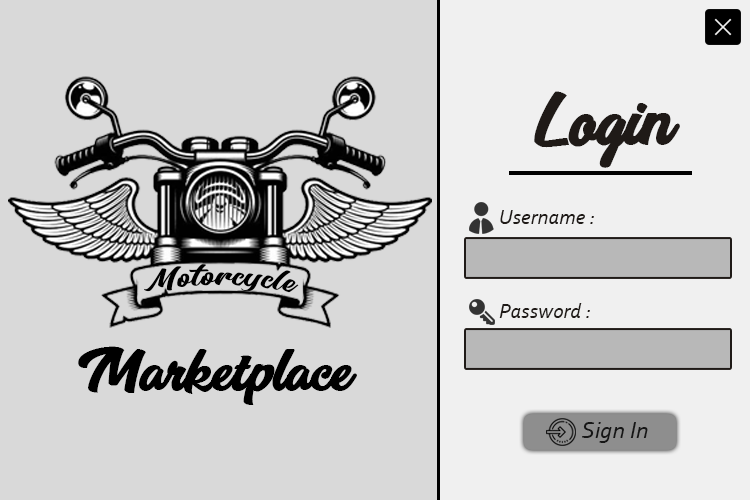 Motorcycle
Marketplace
Login
Username :
Password :
Sign In